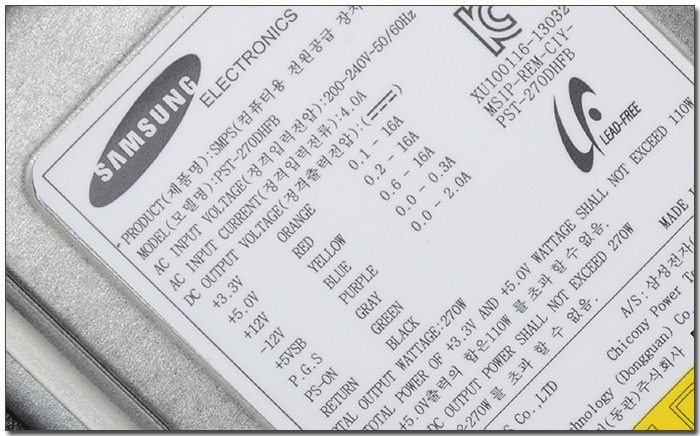 SAMSUNG
ELECTRONICS
PRODUCT(제품명):SMPS(컴퓨터용 전원공급 장치
MODEL(모델명):PST-270DHFB
AC INPUT VOLTAGE(정격입력전압):200-240V~50/60Hz
AC INPUT CURRENT(정격입력전류):4.0A
DC OUTPUT VOLTAGE(정격출력전압):(
+3.3V ORANGE 0.1 - 16A
+5.0V RED 0.2 - 16A
+12V YELLOW 0.6 - 16A
-12V BLUE 0.0 - 0.3A
+5VSB PURPLE 0.0 - 2.0A
P.G.S GRAY
PS-ON GREEN
RETURN BLACK
TAL OUTPUT WATTAGE:270W
TOTAL POWER OF +3.3V AND +5.0V WATTAGE SHALL NOT EXCEED 110W
+5.0V출력의 합은110W 를 초과 할 수 없음.
DC OUTPUT POWER SHALL NOT EXCEED 270W
270W 를 초과 할 수 없음.
XU100116-13032
MSIP-REM-C1Y-
PST-270DHFB
LEAD-FREE
MADE
A/S:삼성전자
Chicony Power Te
S Co., LTD
chnology (Dongguan) Co.
(동관)주식회사